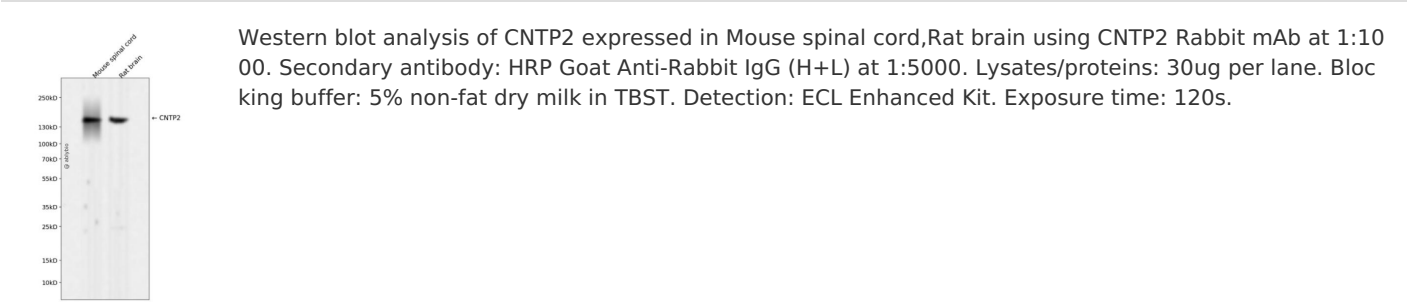 Mouse spinal cord
Rat brain
Western blot analysis of CNTP2 expressed in Mouse spinal cord,Rat brain using CNTP2 Rabbit mAb at 1:10
00. Secondary antibody: HRP Goat Anti-Rabbit IgG (H+L) at 1:5000. Lysates/proteins: 30ug per lane. Bloc
king buffer: 5% non-fat dry milk in TBST. Detection: ECL Enhanced Kit. Exposure time: 120s.
250kD
← CNTP2
130kD
100kD
70kD
@ abybio
55kD
35kD
25kD
15kD
10kD